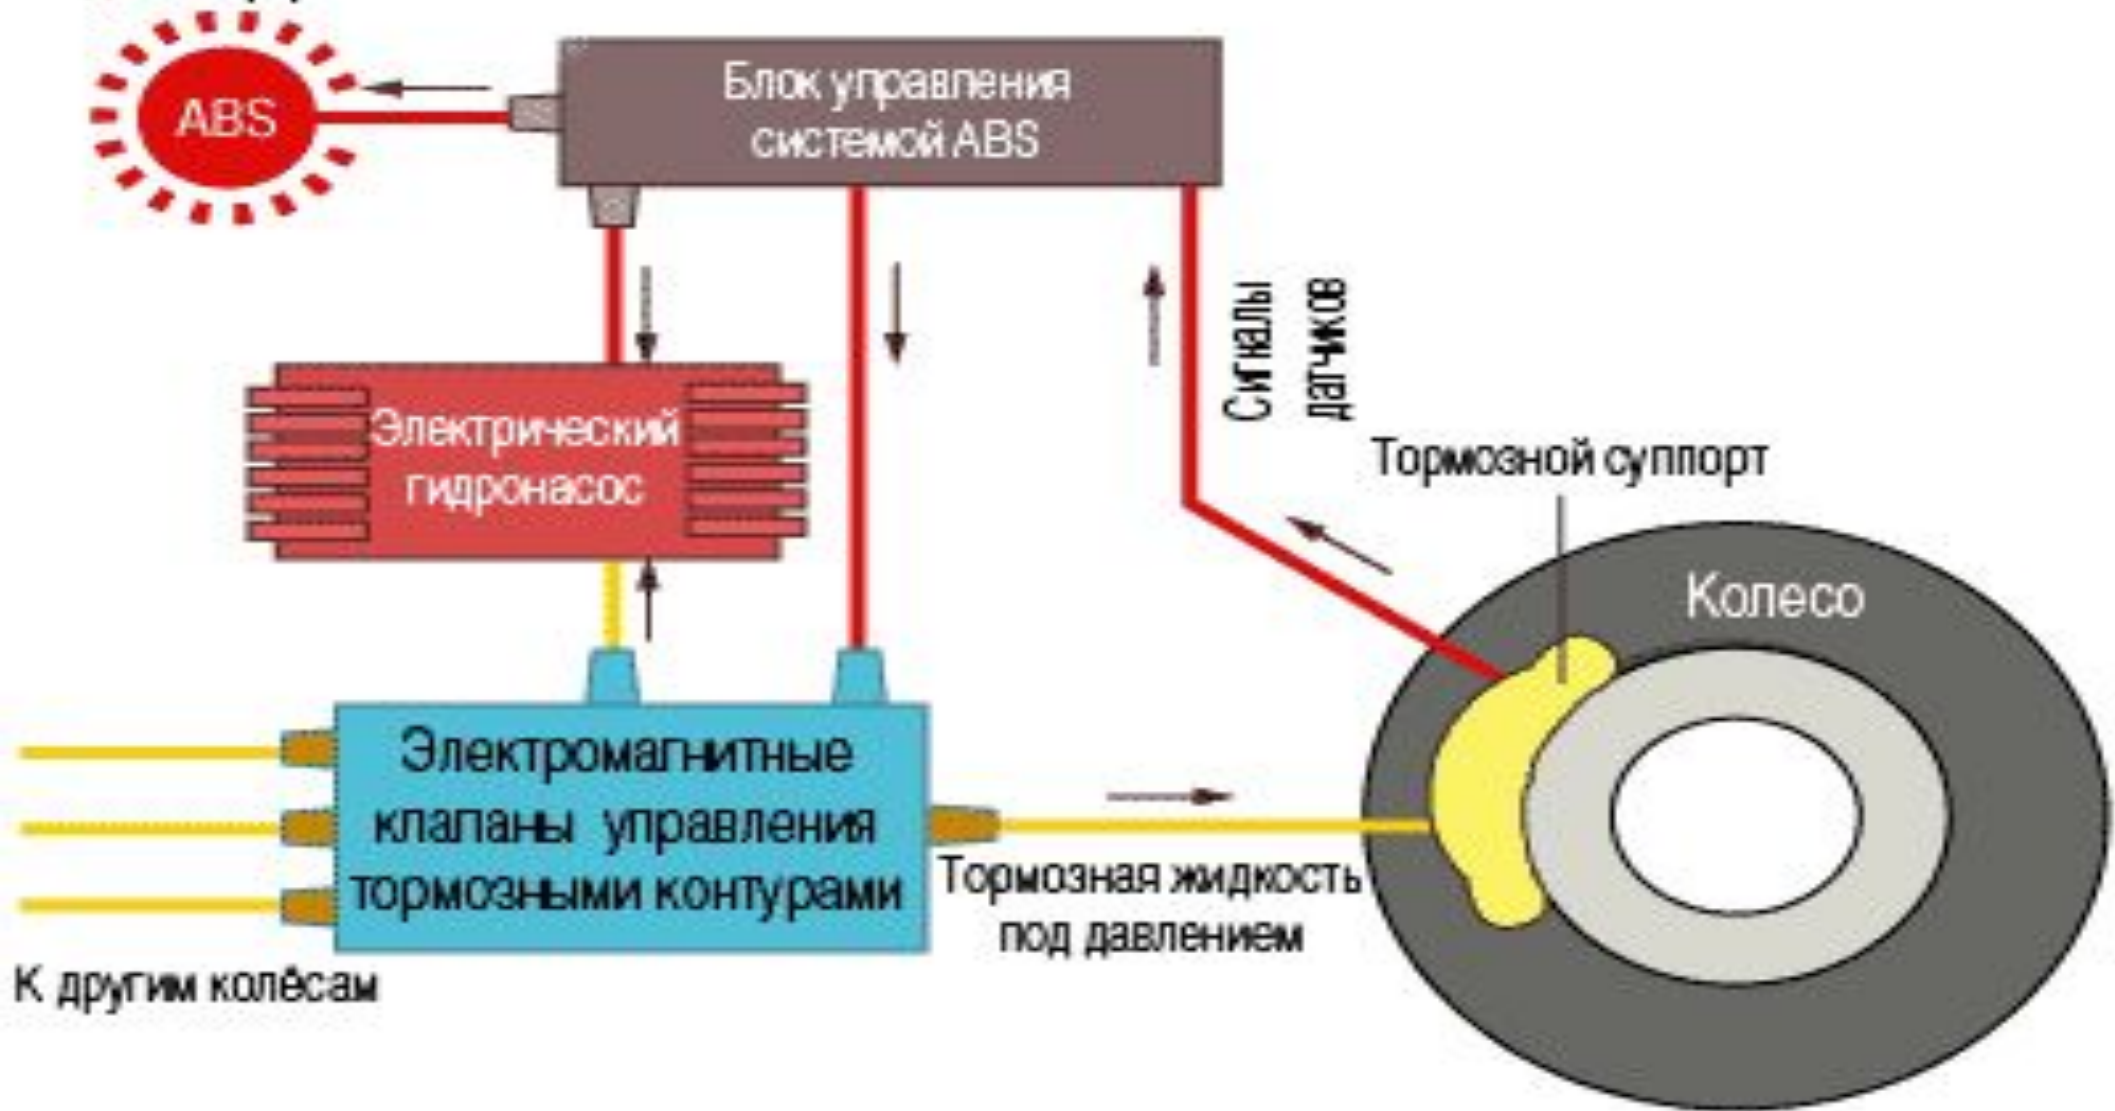 ABS
Блок управления
системой ABS
Сигналы
датчиков
Электрический
гидронасос
Тормозной суппорт
Колесо
Электромагнитные
клапаны управления
тормозными контурами
Тормозная жидкость
под давлением
К другим колёсам